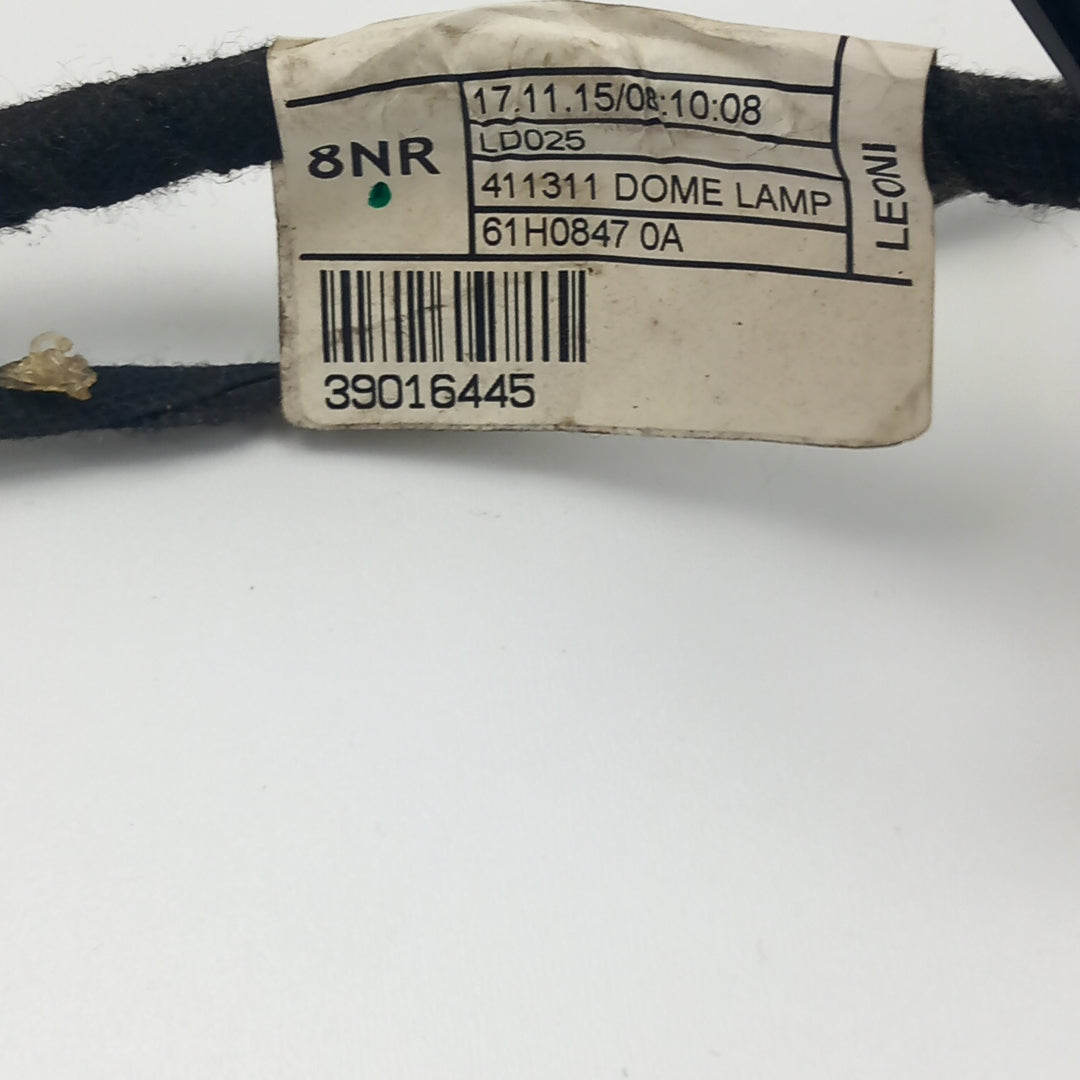 17.11.15/08:10:08
LD025
8NR
411311 DOME LAMP
61H0847 0A
LEONI
39016445